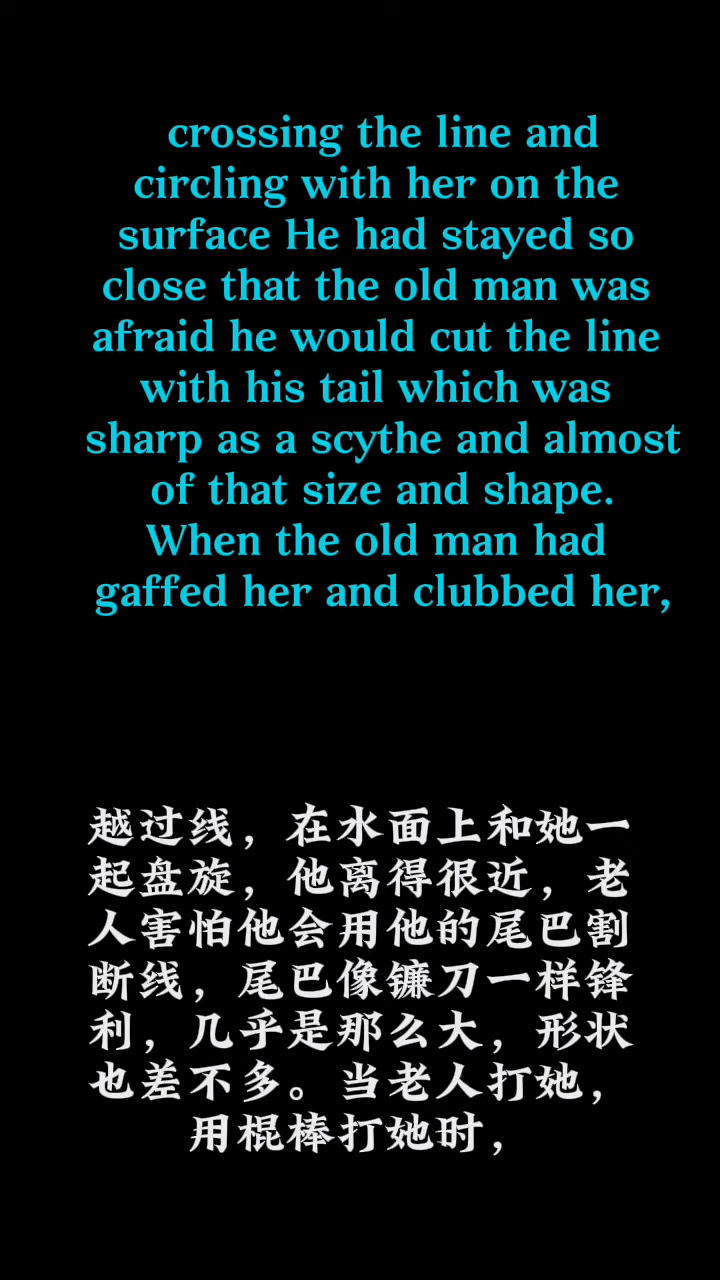 crossing the line and
circling with her on the
surface He had stayed so
close that the old man was
afraid he would cut the line
with his tail which was
sharp as a scythe and almost
of that size and shape.
When the old man had
gaffed her and clubbed her,
越过线，在水面上和她一
起盘旋，他离得很近，老
人害怕他会用他的尾巴割
断线，尾巴像镰刀一样锋
利，几乎是那么大，形状
也差不多。当老人打她，
用棍棒打她时，